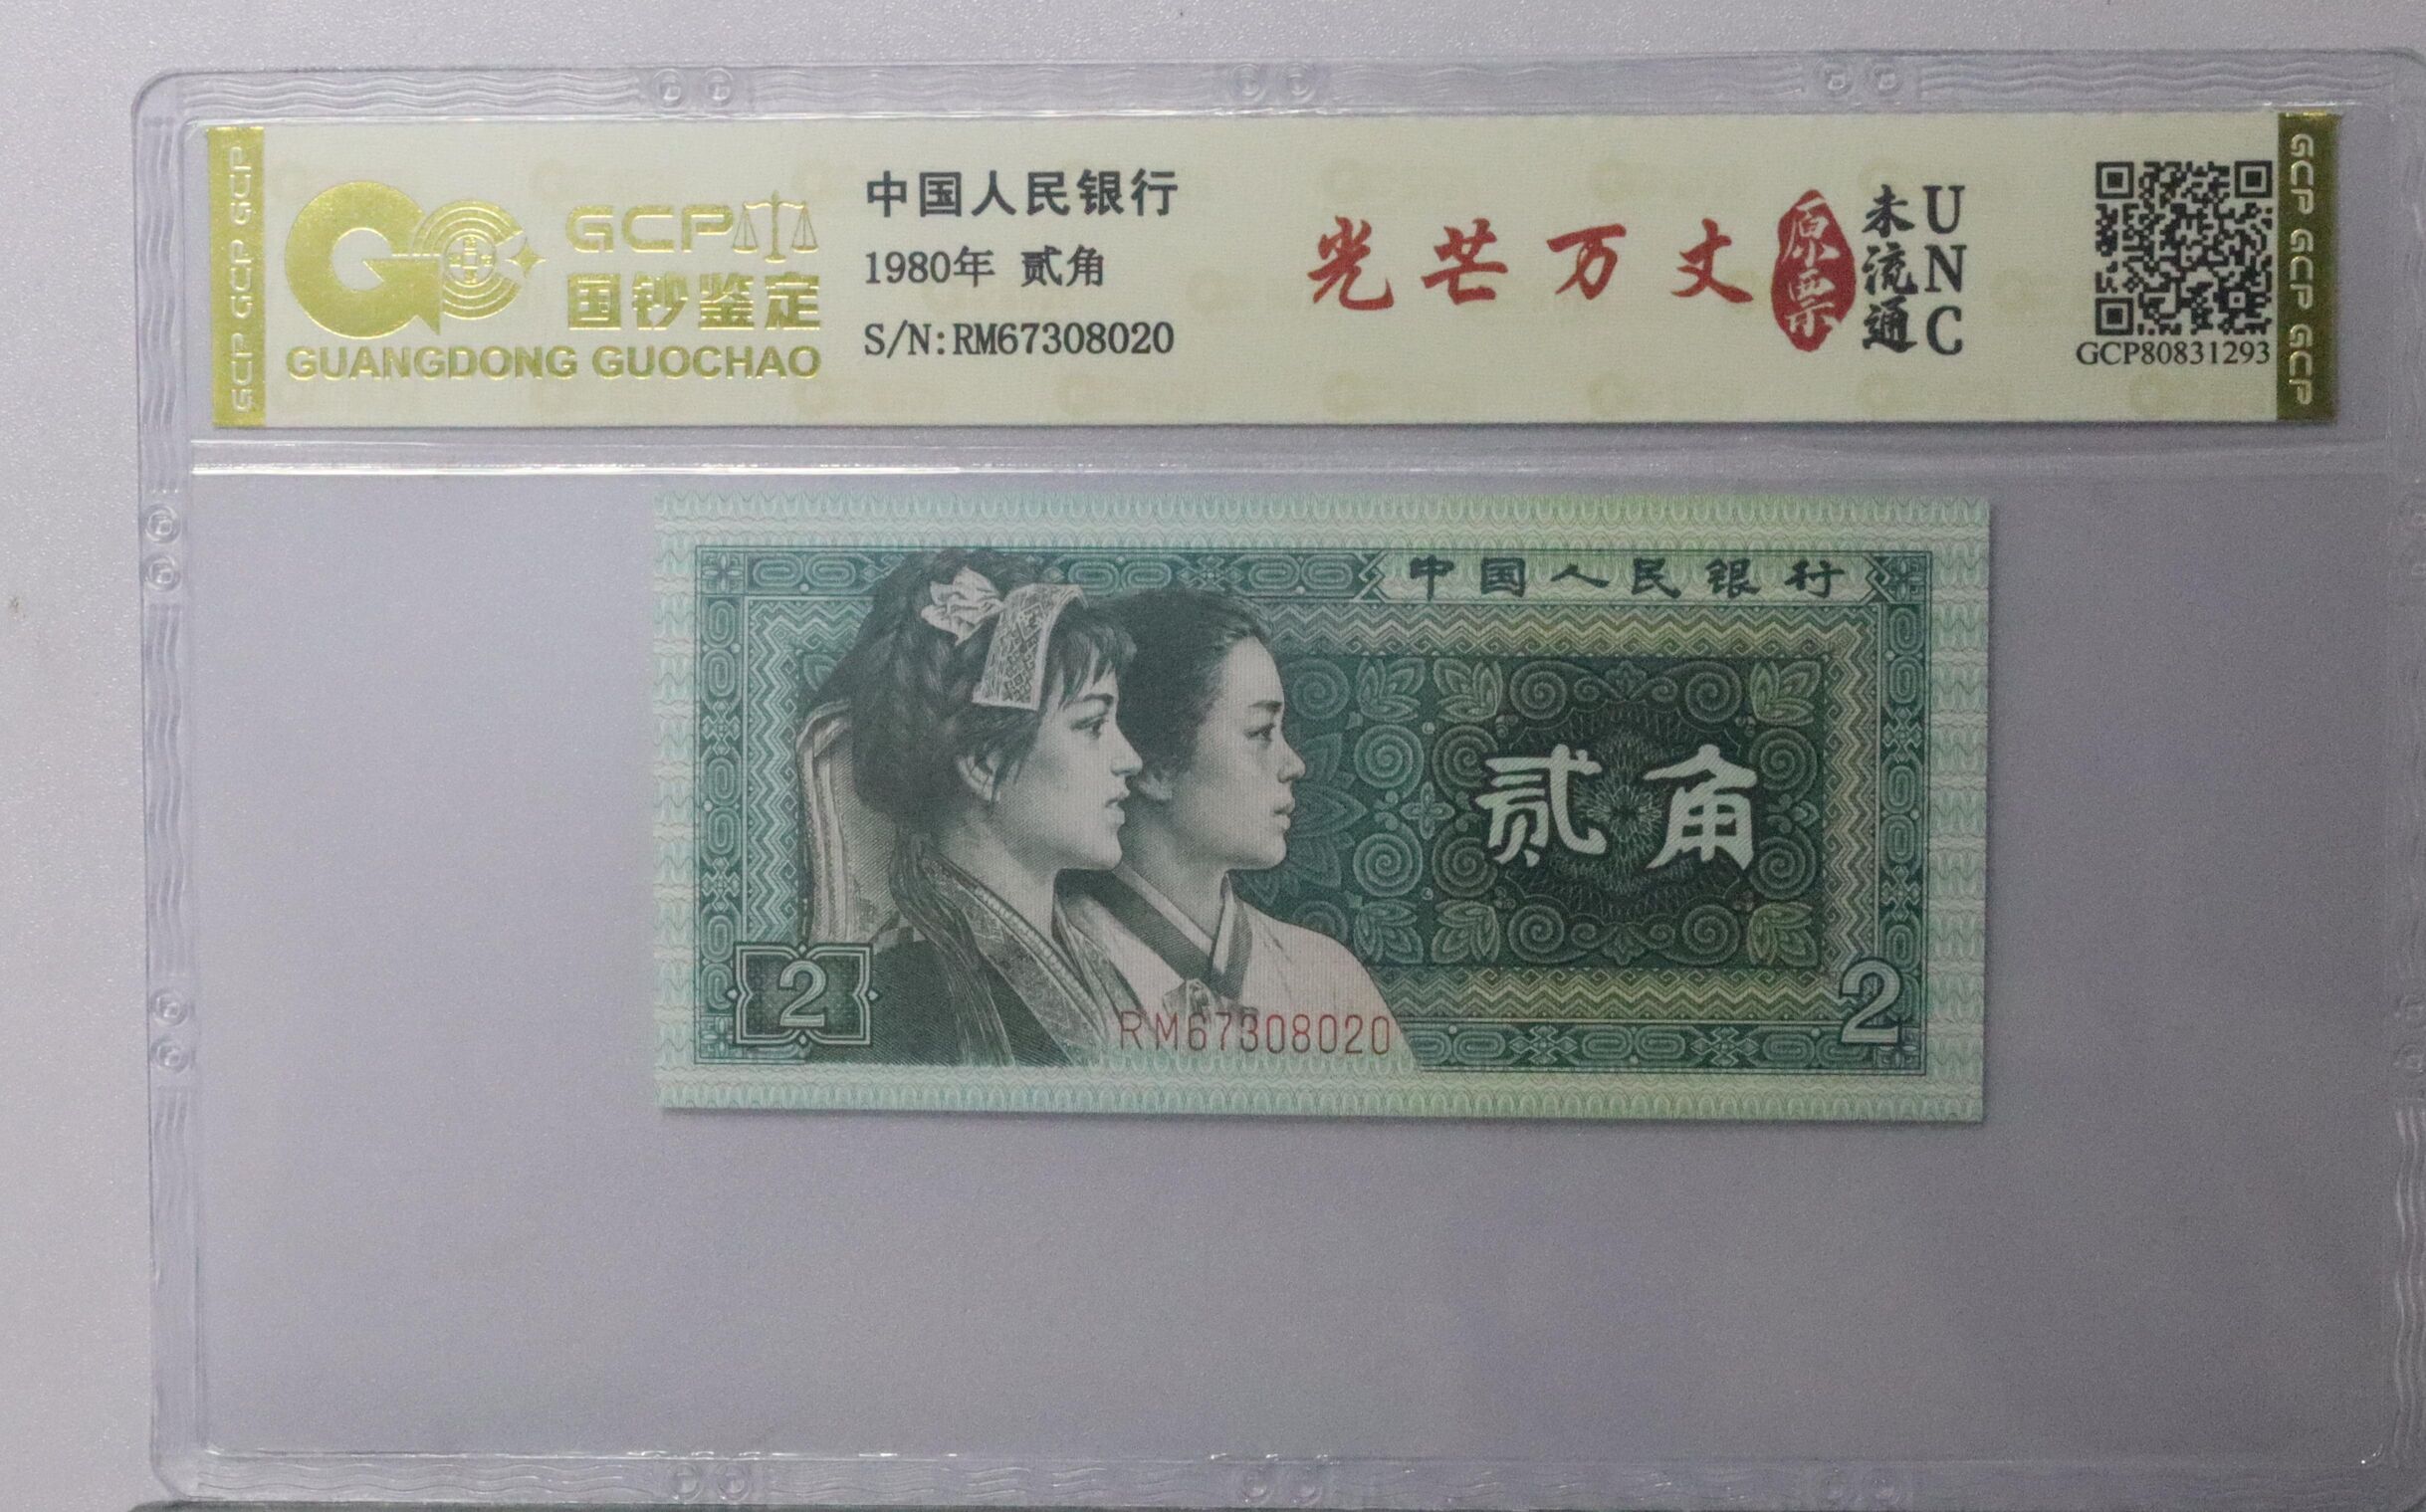 GCP GCP GCP
GCP
国钞鉴定
GUANGDONG GUOCHAO
中国人民银行
1980年 贰角
S/N:RM67308020
光芒万丈
原票
未流通
UNC
GCP80831293
GCP GCP GCP
中国人民银行
贰角
2
2
RM67308020